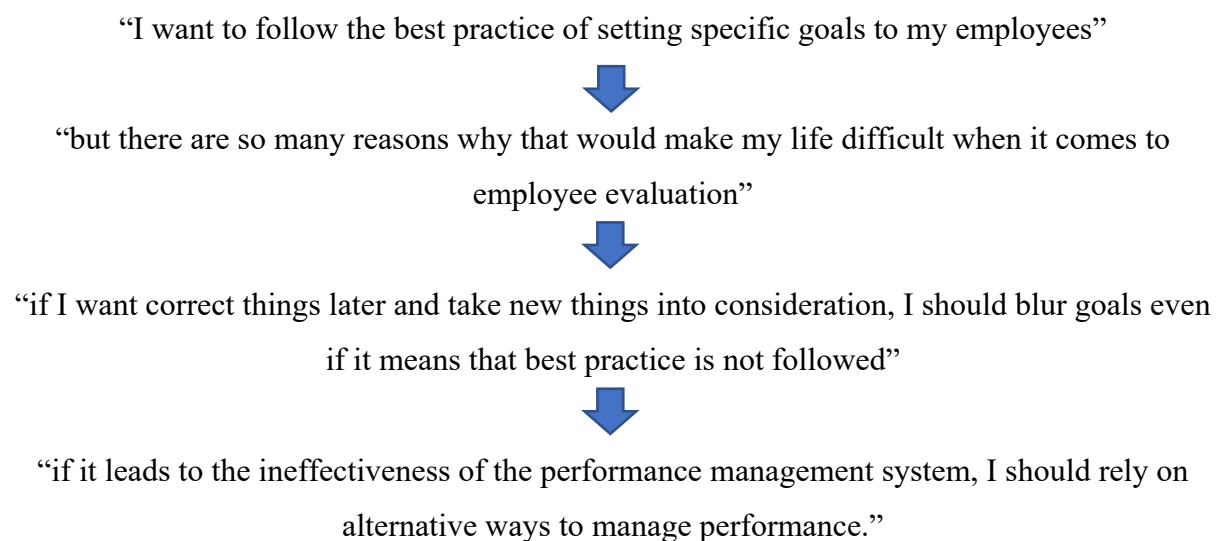 “I want to follow the best practice of setting specific goals to my employees”
“but there are so many reasons why that would make my life difficult when it comes to
employee evaluation”
“if I want correct things later and take new things into consideration, I should blur goals even
if it means that best practice is not followed”
“if it leads to the ineffectiveness of the performance management system, I should rely on
alternative ways to manage performance.”